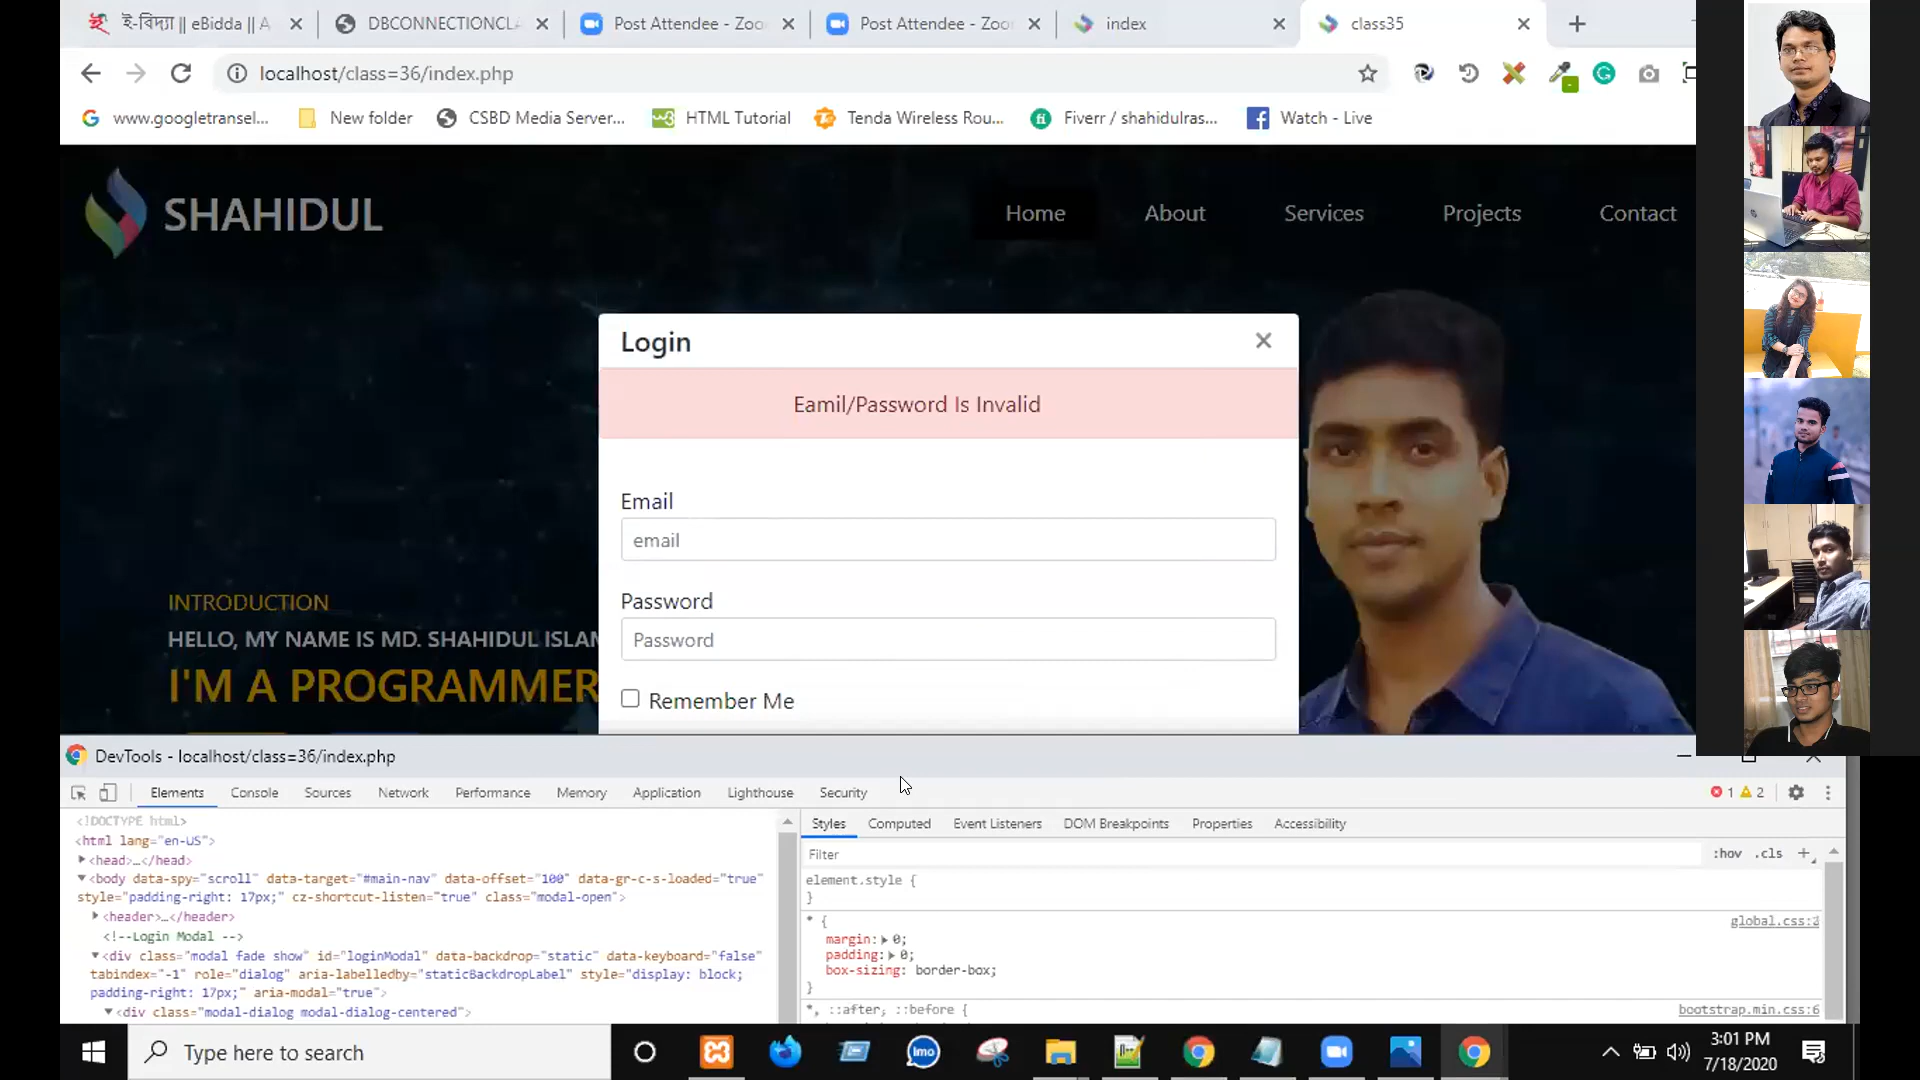 ই-বিদ্যা || eBidda || A
DBCONNECTIONCLA
Post Attendee - Zoo
Post Attendee - Zoo
index
class35
localhost/class=36/index.php
www.googletransel...
New folder
CSBD Media Server...
HTML Tutorial
Tenda Wireless Rou...
Fiverr / shahidulras...
Watch - Live
SHAHIDUL
Home
About
Services
Projects
Contact
Login
Eamil/Password Is Invalid
Email
email
Password
Password
Remember Me
INTRODUCTION
HELLO, MY NAME IS MD. SHAHIDUL ISLAM
I'M A PROGRAMMER
DevTools - localhost/class=36/index.php
Elements
Console
Sources
Network
Performance
Memory
Application
Lighthouse
Security
1
2
<!DOCTYPE html>
<html lang="en-US">
<head>…</head>
<body data-spy="scroll" data-target="#main-nav" data-offset="100" data-gr-c-s-loaded="true"
style="padding-right: 17px;" cz-shortcut-listen="true" class="modal-open">
<header>…</header>
<!--Login Modal -->
<div class="modal fade show" id="loginModal" data-backdrop="static" data-keyboard="false"
tabindex="-1" role="dialog" aria-labelledby="staticBackdropLabel" style="display: block;
padding-right: 17px;" aria-modal="true">
<div class="modal-dialog modal-dialog-centered">
Styles
Computed
Event Listeners
DOM Breakpoints
Properties
Accessibility
Filter
:hov
.cls
element.style {
}
* {
global.css:2
margin: 0;
padding: 0;
box-sizing: border-box;
}
*, ::after, ::before {
bootstrap.min.css:6
Type here to search
imo
3:01 PM
7/18/2020